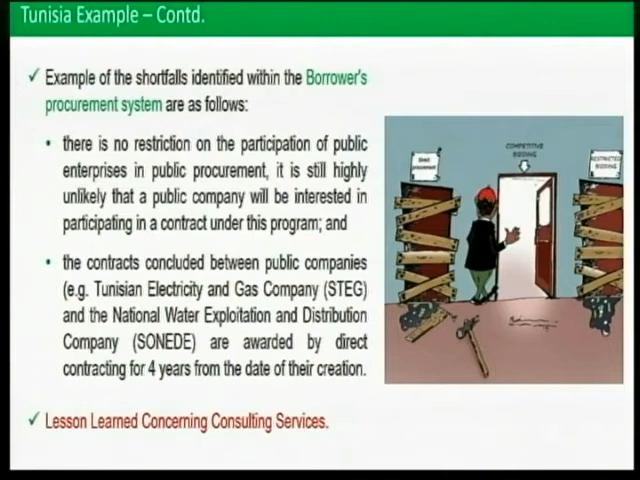 Tunisia Example – Contd.
✓ Example of the shortfalls identified within the Borrower's
procurement system are as follows:
• there is no restriction on the participation of public
enterprises in public procurement, it is still highly
unlikely that a public company will be interested in
participating in a contract under this program; and
• the contracts concluded between public companies
(e.g. Tunisian Electricity and Gas Company (STEG)
and the National Water Exploitation and Distribution
Company (SONEDE) are awarded by direct
contracting for 4 years from the date of their creation.
✓ Lesson Learned Concerning Consulting Services.
COMPETITIVE
BIDDING
RESTRICTED
BIDDING